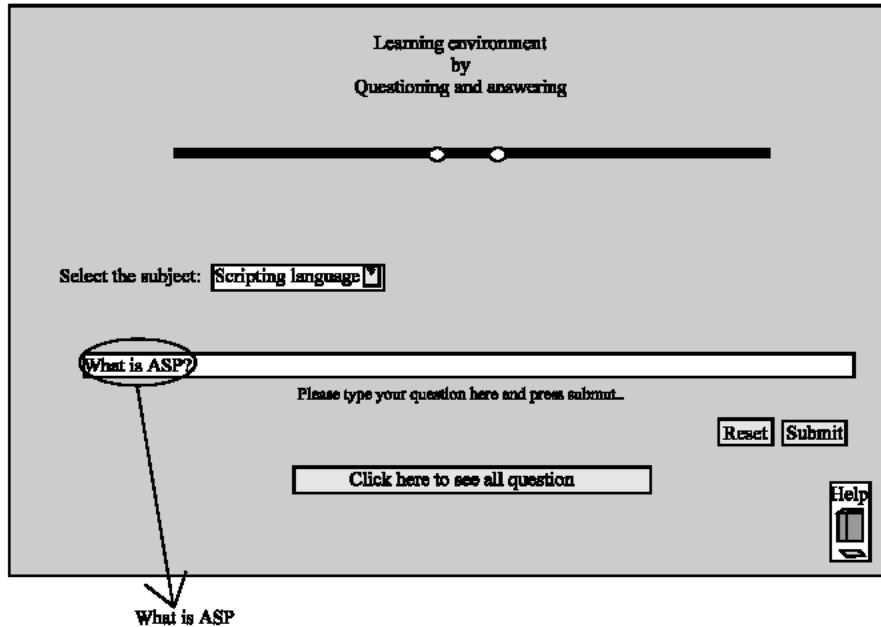 Learning environment
by
Questioning and answering
Select the subject: Scripting language
What is ASP?
Please type your question here and press submit...
Reset Submit
Click here to see all question
Help
What is ASP